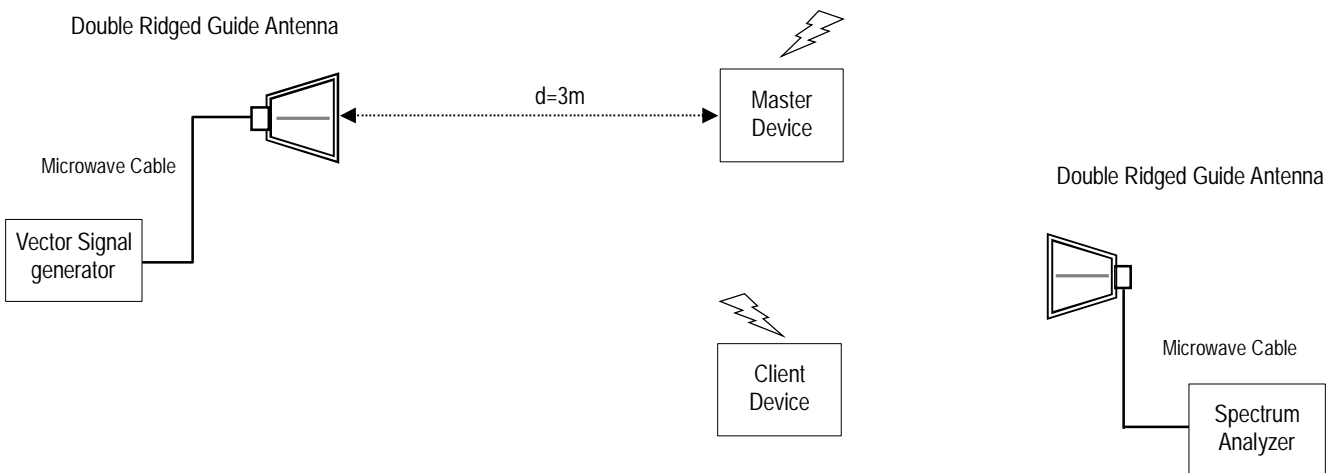 Double Ridged Guide Antenna
d=3m
Master
Device
Microwave Cable
Double Ridged Guide Antenna
Vector Signal
generator
Client
Device
Microwave Cable
Spectrum
Analyzer